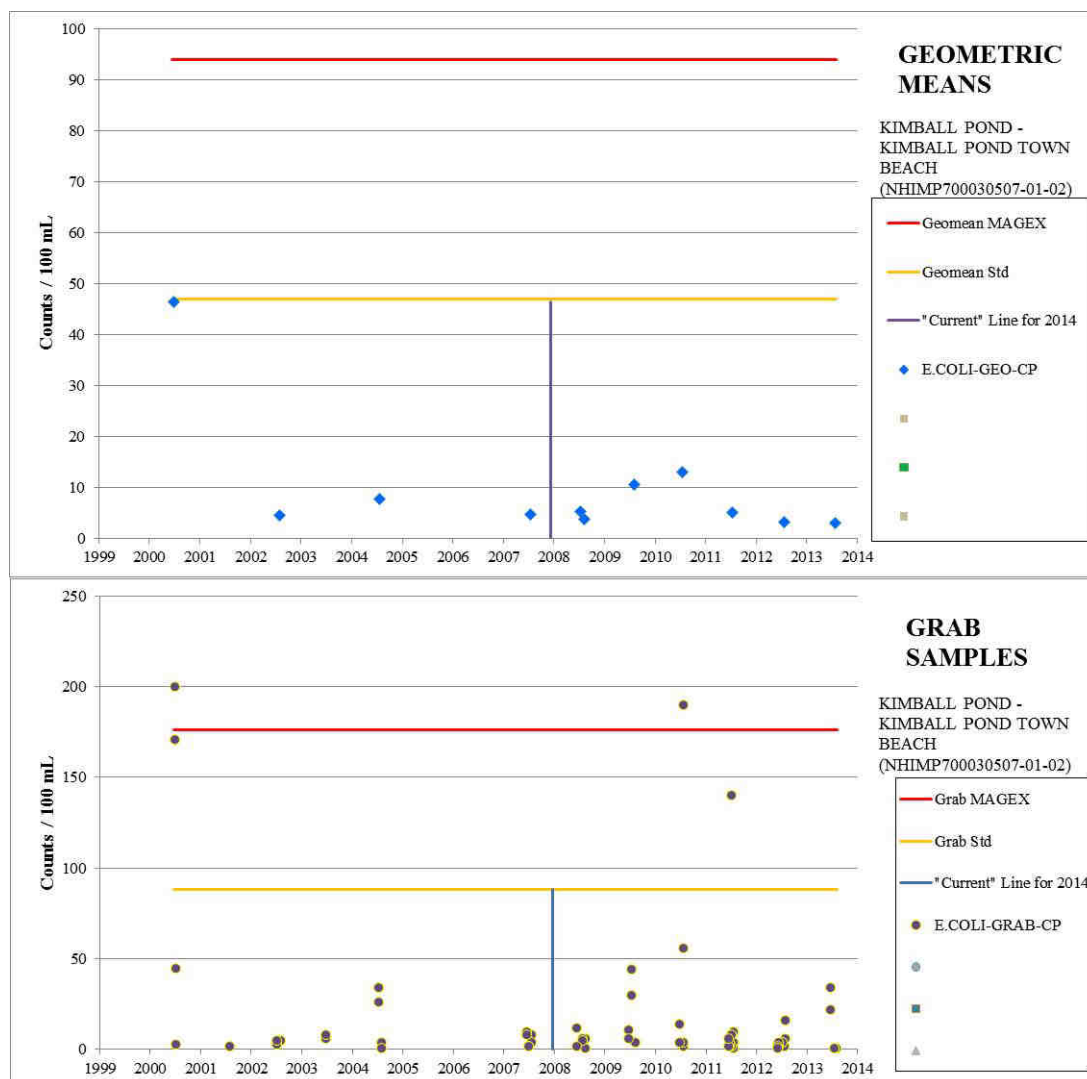 GEOMETRIC
MEANS
KIMBALL POND -
KIMBALL POND TOWN
BEACH
(NHIMP700030507-01-02)
Counts / 100 mL
100
90
80
70
60
50
40
30
20
10
0
1999 2000 2001 2002 2003 2004 2005 2006 2007 2008 2009 2010 2011 2012 2013 2014
Geomean MAGEX
Geomean Std
"Current" Line for 2014
E.COLI-GEO-CP
GRAB
SAMPLES
KIMBALL POND -
KIMBALL POND TOWN
BEACH
(NHIMP700030507-01-02)
Counts / 100 mL
250
200
150
100
50
0
1999 2000 2001 2002 2003 2004 2005 2006 2007 2008 2009 2010 2011 2012 2013 2014
Grab MAGEX
Grab Std
"Current" Line for 2014
E.COLI-GRAB-CP